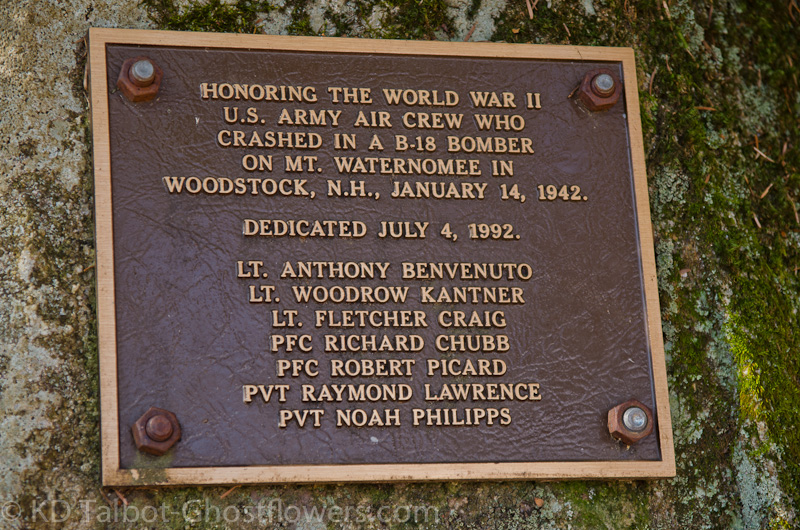 HONORING THE WORLD WAR II
U.S. ARMY AIR CREW WHO
CRASHED IN A B-18 BOMBER
ON MT. WATERNOMEE IN
WOODSTOCK, N.H., JANUARY 14, 1942.
DEDICATED JULY 4, 1992.
LT. ANTHONY BENVENUTO
LT. WOODROW KANTNER
LT. FLETCHER CRAIG
PFC RICHARD CHUBB
PFC ROBERT PICARD
PVT RAYMOND LAWRENCE
PVT NOAH PHILIPPS
© KD Talbot-Ghostflowers.com